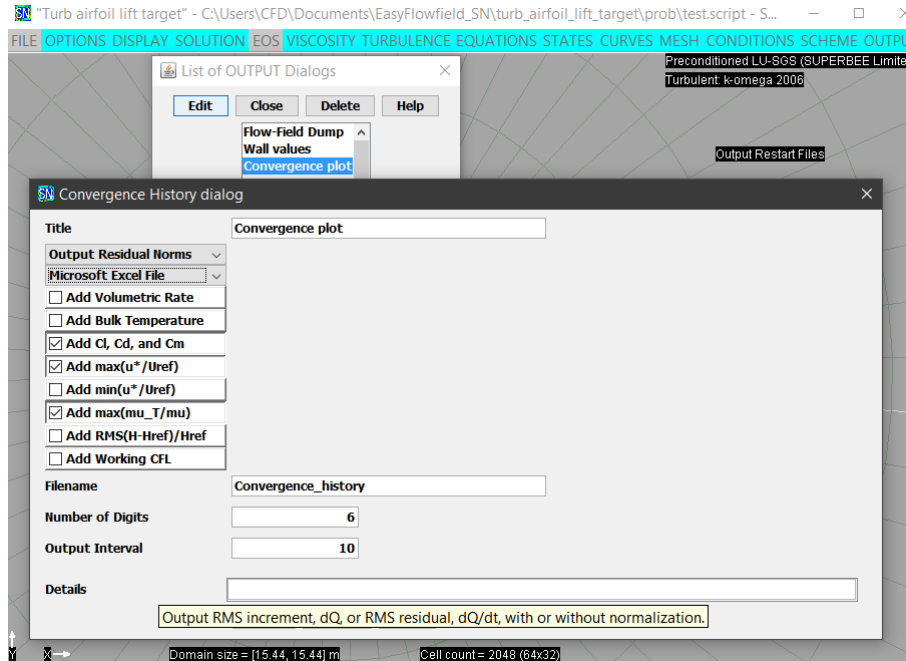 "Turb airfoil lift target" - C:\Users\CFD\Documents\EasyFlowfield_SN\turb_airfoil_lift_target\prob\test.script - S...
FILE OPTIONS DISPLAY SOLUTION EOS VISCOSITY TURBULENCE EQUATIONS STATES CURVES MESH CONDITIONS SCHEME OUTPU
Preconditioned LU-SGS (SUPERBEE Limite
List of OUTPUT Dialogs
Turbulent: k-omega 2006
Edit Close Delete Help
Flow-Field Dump
Wall values
Output Restart Files
Convergence plot
SN Convergence History dialog
Title Convergence plot
Output Residual Norms
Microsoft Excel File
Add Volumetric Rate
Add Bulk Temperature
Add Cl, Cd, and Cm
Add max(u*/Uref)
Add min(u*/Uref)
Add max(mu_T/mu)
Add RMS(H-Href)/Href
Add Working CFL
Filename Convergence_history
Number of Digits 6
Output Interval 10
Details
Output RMS increment, dQ, or RMS residual, dQ/dt, with or without normalization.
Y X Domain size = [15.44, 15.44] m Cell count= 2048 (64x32)